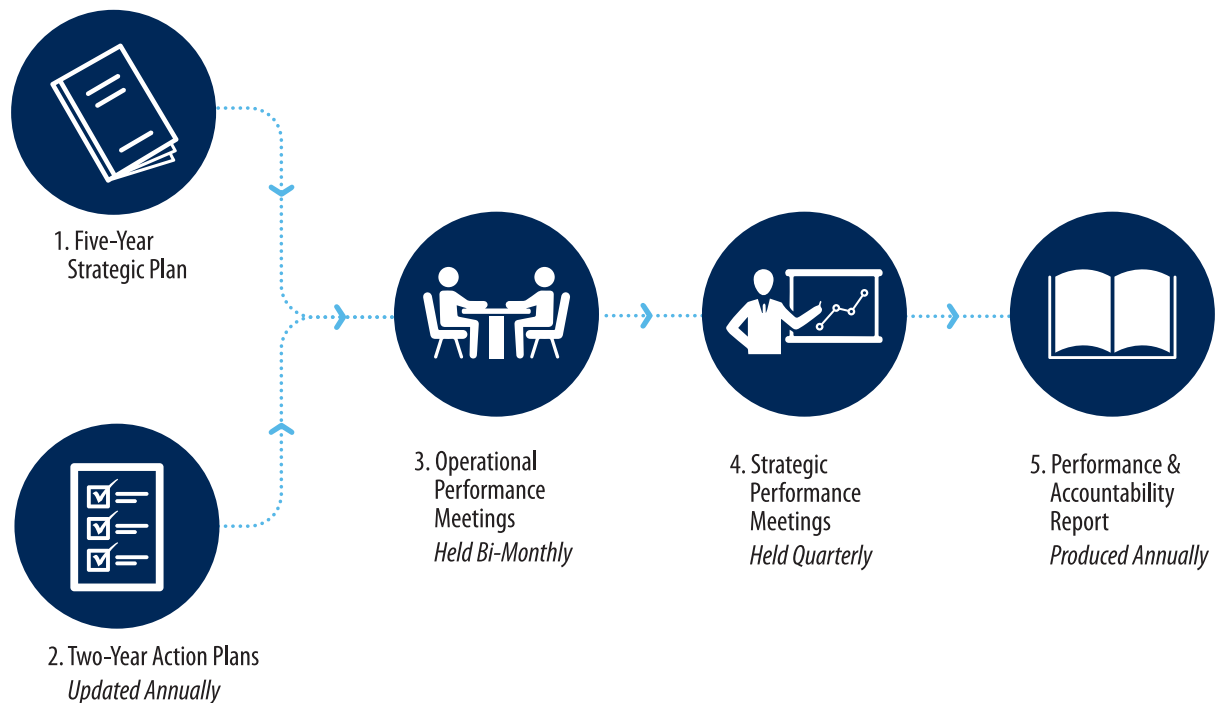 1. Five-Year
Strategic Plan
2. Two-Year Action Plans
Updated Annually
3. Operational
Performance
Meetings
Held Bi-Monthly
4. Strategic
Performance
Meetings
Held Quarterly
5. Performance &
Accountability
Report
Produced Annually